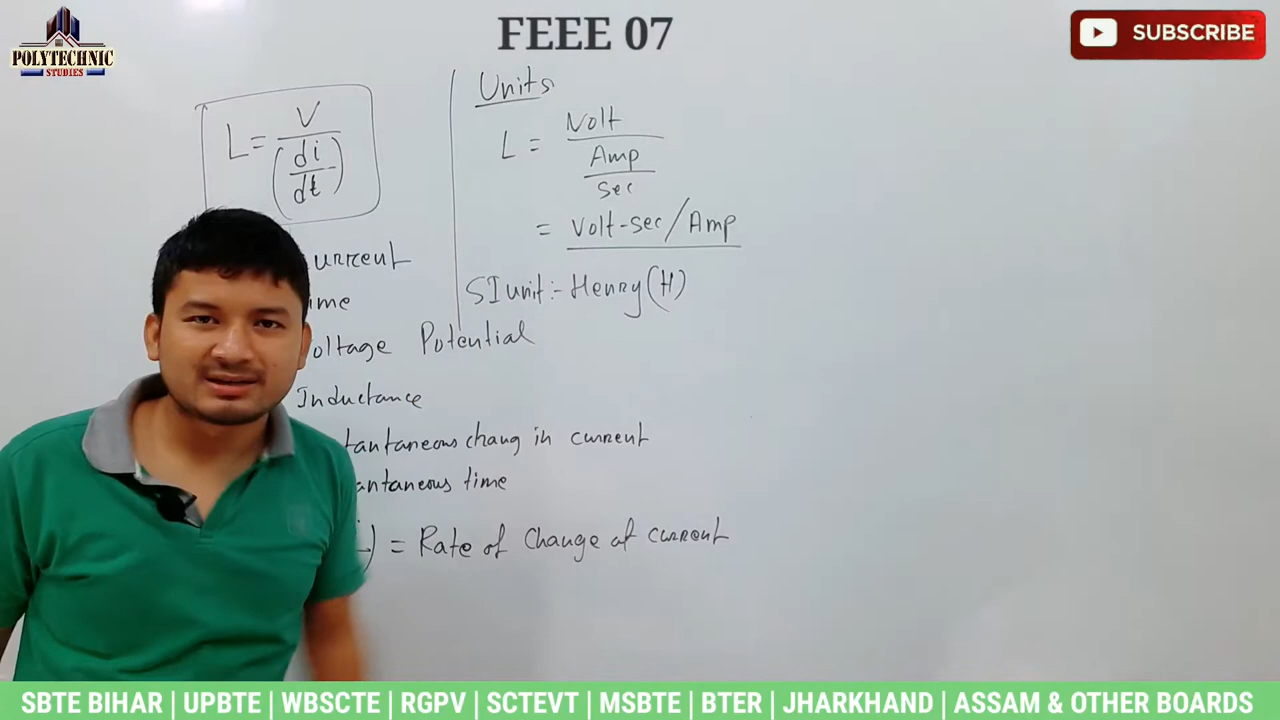 FEEE 07
POLYTECHNIC
STUDIES
SUBSCRIBE
L = V / (di/dt)
urrent
ime
oltage Potential
Inductance
tantaneous chang in current
antaneous time
) = Rate of Change of current
Units
L = Volt
Amp
Sec
= Volt-sec/Amp
SI unit :- Henry (H)
SBTE BIHAR | UPBTE | WBSCTE | RGPV | SCTEVT | MSBTE | BTER | JHARKHAND | ASSAM & OTHER BOARDS